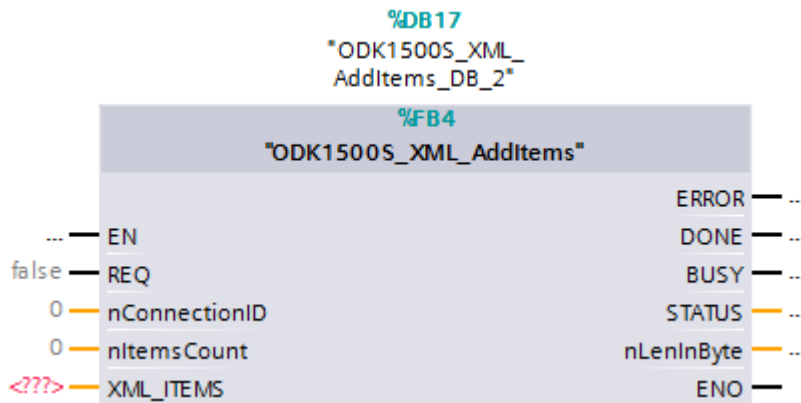 %DB17
"ODK1500S_XML_
AddItems_DB_2"
%FB4
"ODK1500S_XML_AddItems"
ERROR ...
... EN DONE ...
false REQ BUSY ...
0 nConnectionID STATUS ...
0 nItemsCount nLenInByte ...
<???> XML_ITEMS ENO